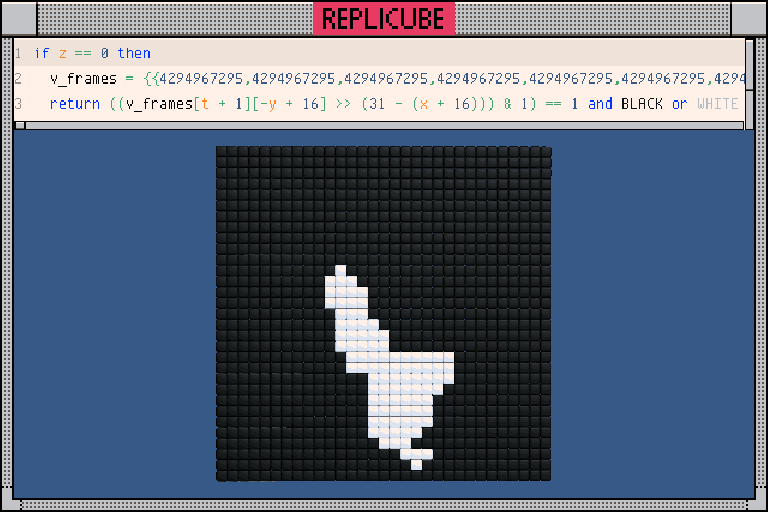 REPLICUBE
1 if z == 0 then
2 v_frames = {{4294967295,4294967295,4294967295,4294967295,4294967295,4294967295,4294
3 return ((v_frames[t + 1][-y + 16] >> (31 - (x + 16))) & 1) == 1 and BLACK or WHITE